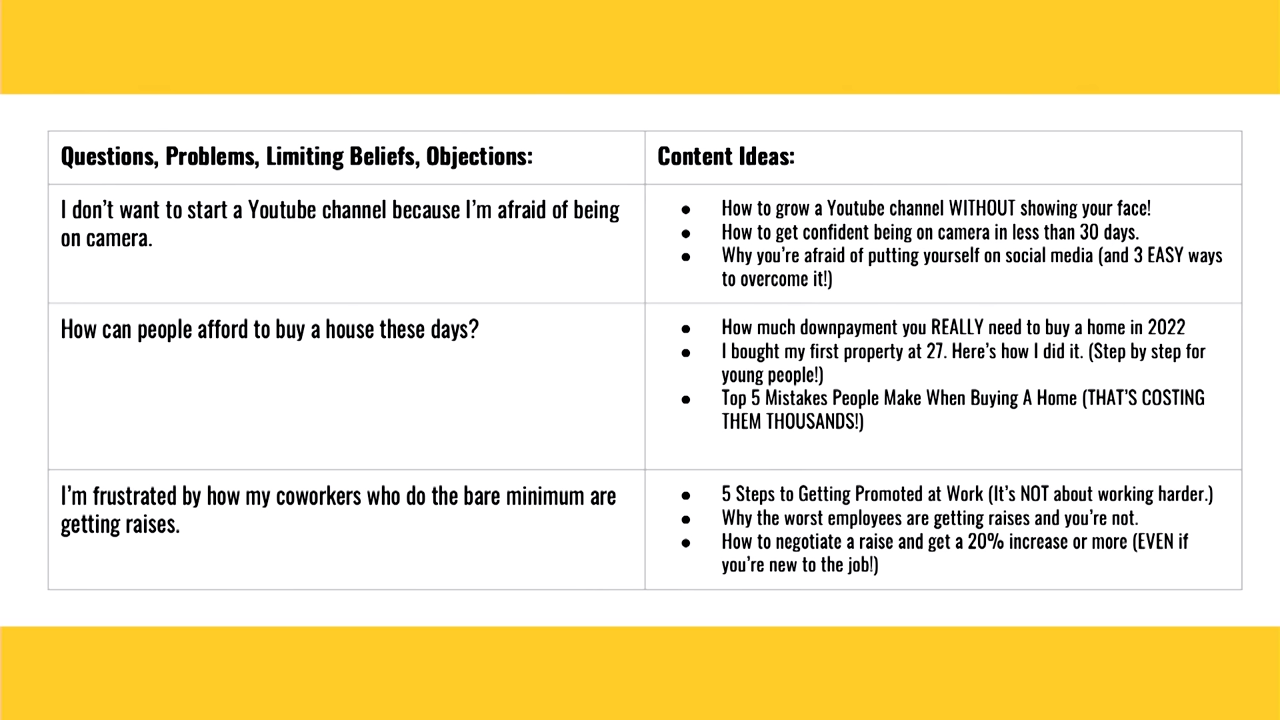 Questions, Problems, Limiting Beliefs, Objections:
Content Ideas:
I don't want to start a Youtube channel because I'm afraid of being
on camera.
● How to grow a Youtube channel WITHOUT showing your face!
● How to get confident being on camera in less than 30 days.
● Why you're afraid of putting yourself on social media (and 3 EASY ways
to overcome it!)
How can people afford to buy a house these days?
● How much downpayment you REALLY need to buy a home in 2022
● I bought my first property at 27. Here's how I did it. (Step by step for
young people!)
● Top 5 Mistakes People Make When Buying A Home (THAT'S COSTING
THEM THOUSANDS!)
I'm frustrated by how my coworkers who do the bare minimum are
getting raises.
● 5 Steps to Getting Promoted at Work (It's NOT about working harder.)
● Why the worst employees are getting raises and you're not.
● How to negotiate a raise and get a 20% increase or more (EVEN if
you're new to the job!)